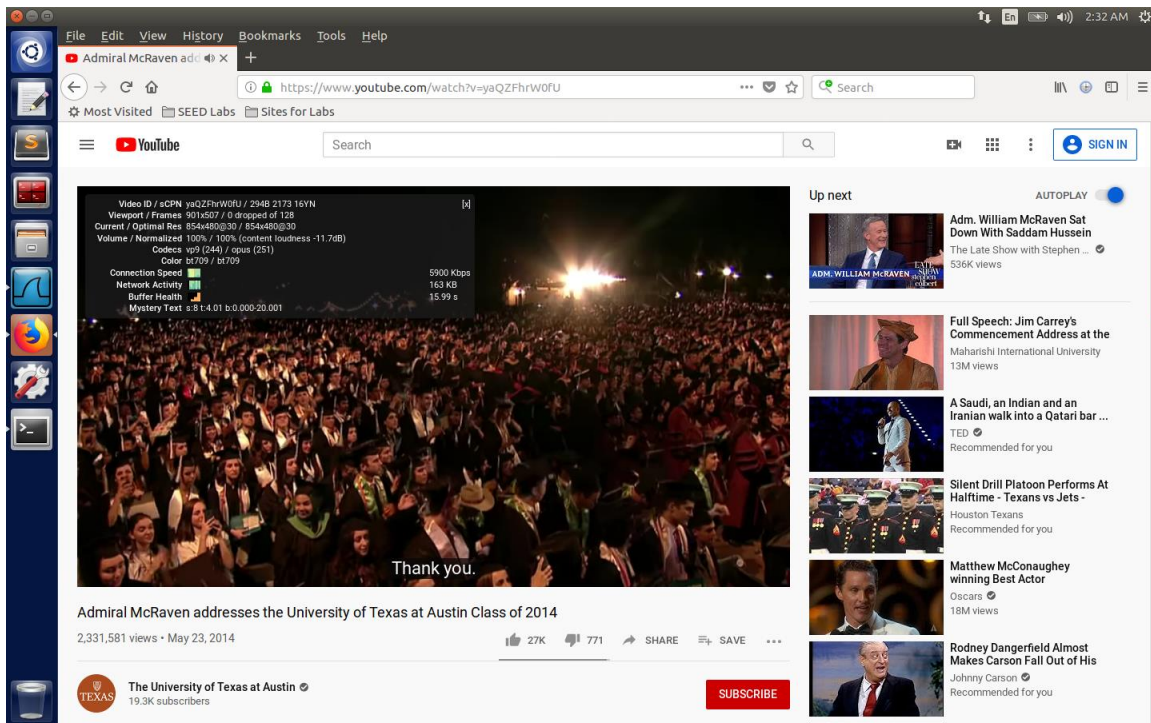 En 2:32 AM
File Edit View History Bookmarks Tools Help
Admiral McRaven add
https://www.youtube.com/watch?v=yaQZFhrW0fU
Search
Most Visited SEED Labs Sites for Labs
YouTube
Search
SIGN IN
Video ID / sCPN yaQZFhrW0fU / 294B 2173 16YN [x]
Viewport / Frames 901x507 / 0 dropped of 128
Current / Optimal Res 854x480@30 / 854x480@30
Volume / Normalized 100% / 100% (content loudness -11.7dB)
Codecs vp9 (244) / opus (251)
Color bt709 / bt709
Connection Speed 5900 Kbps
Network Activity 163 KB
Buffer Health 15.99 s
Mystery Text s:8 t:4.01 b:0.000-20.001
Thank you.
Admiral McRaven addresses the University of Texas at Austin Class of 2014
2,331,581 views • May 23, 2014
27K 771 SHARE SAVE
TEXAS
The University of Texas at Austin
19.3K subscribers
SUBSCRIBE
Up next AUTOPLAY
ADM. WILLIAM McRAVEN
LATE SHOW stephen colbert
Adm. William McRaven Sat
Down With Saddam Hussein
The Late Show with Stephen ...
536K views
Full Speech: Jim Carrey's
Commencement Address at the
Maharishi International University
13M views
A Saudi, an Indian and an
Iranian walk into a Qatari bar ...
TED
Recommended for you
Silent Drill Platoon Performs At
Halftime - Texans vs Jets -
Houston Texans
Recommended for you
Matthew McConaughey
winning Best Actor
Oscars
18M views
Rodney Dangerfield Almost
Makes Carson Fall Out of His
Johnny Carson
Recommended for you